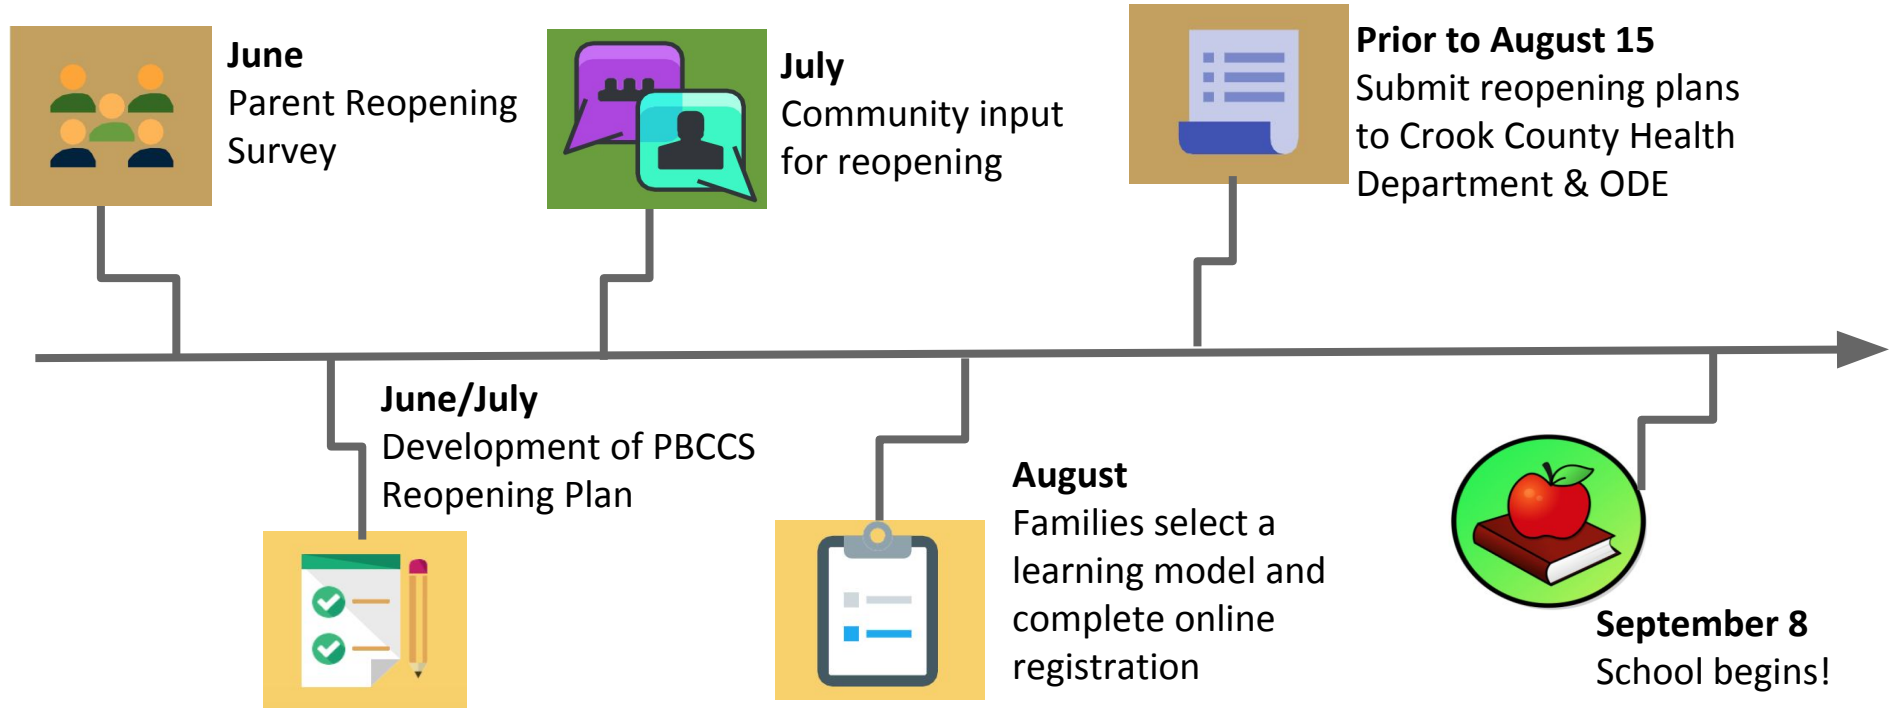 June
Parent Reopening
Survey
June/July
Development of PBCCS
Reopening Plan
July
Community input
for reopening
August
Families select a
learning model and
complete online
registration
Prior to August 15
Submit reopening plans
to Crook County Health
Department & ODE
September 8
School begins!